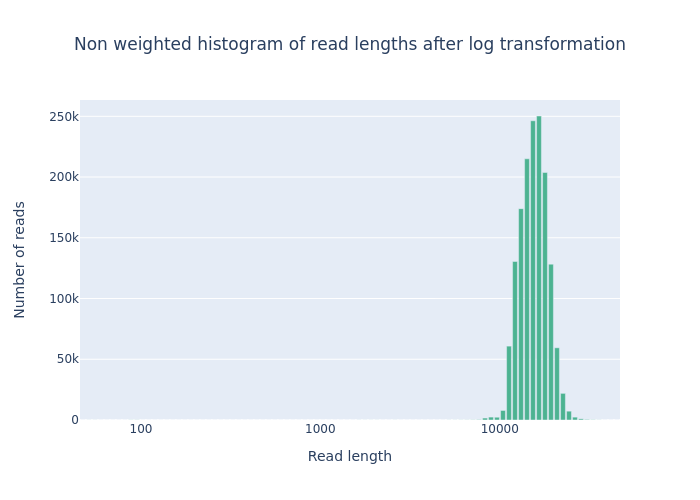 Non weighted histogram of read lengths after log transformation
250k
200k
150k
100k
50k
0
100 1000 10000
Number of reads
Read length